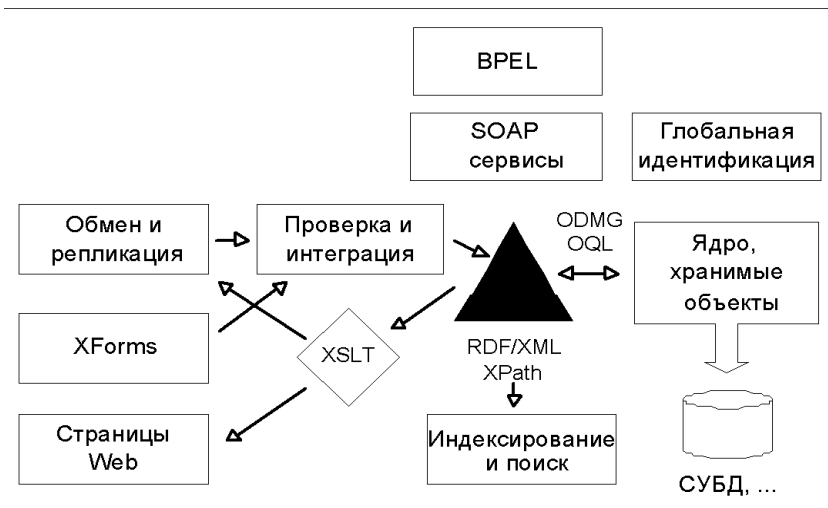 BPEL
SOAP
сервисы
Глобальная
идентификация
Обмен и
репликация
Проверка и
интеграция
ODMG
OQL
Ядро,
хранимые
объекты
XForms
XSLT
RDF/XML
XPath
Страницы
Web
Индексирование
и поиск
СУБД, ...